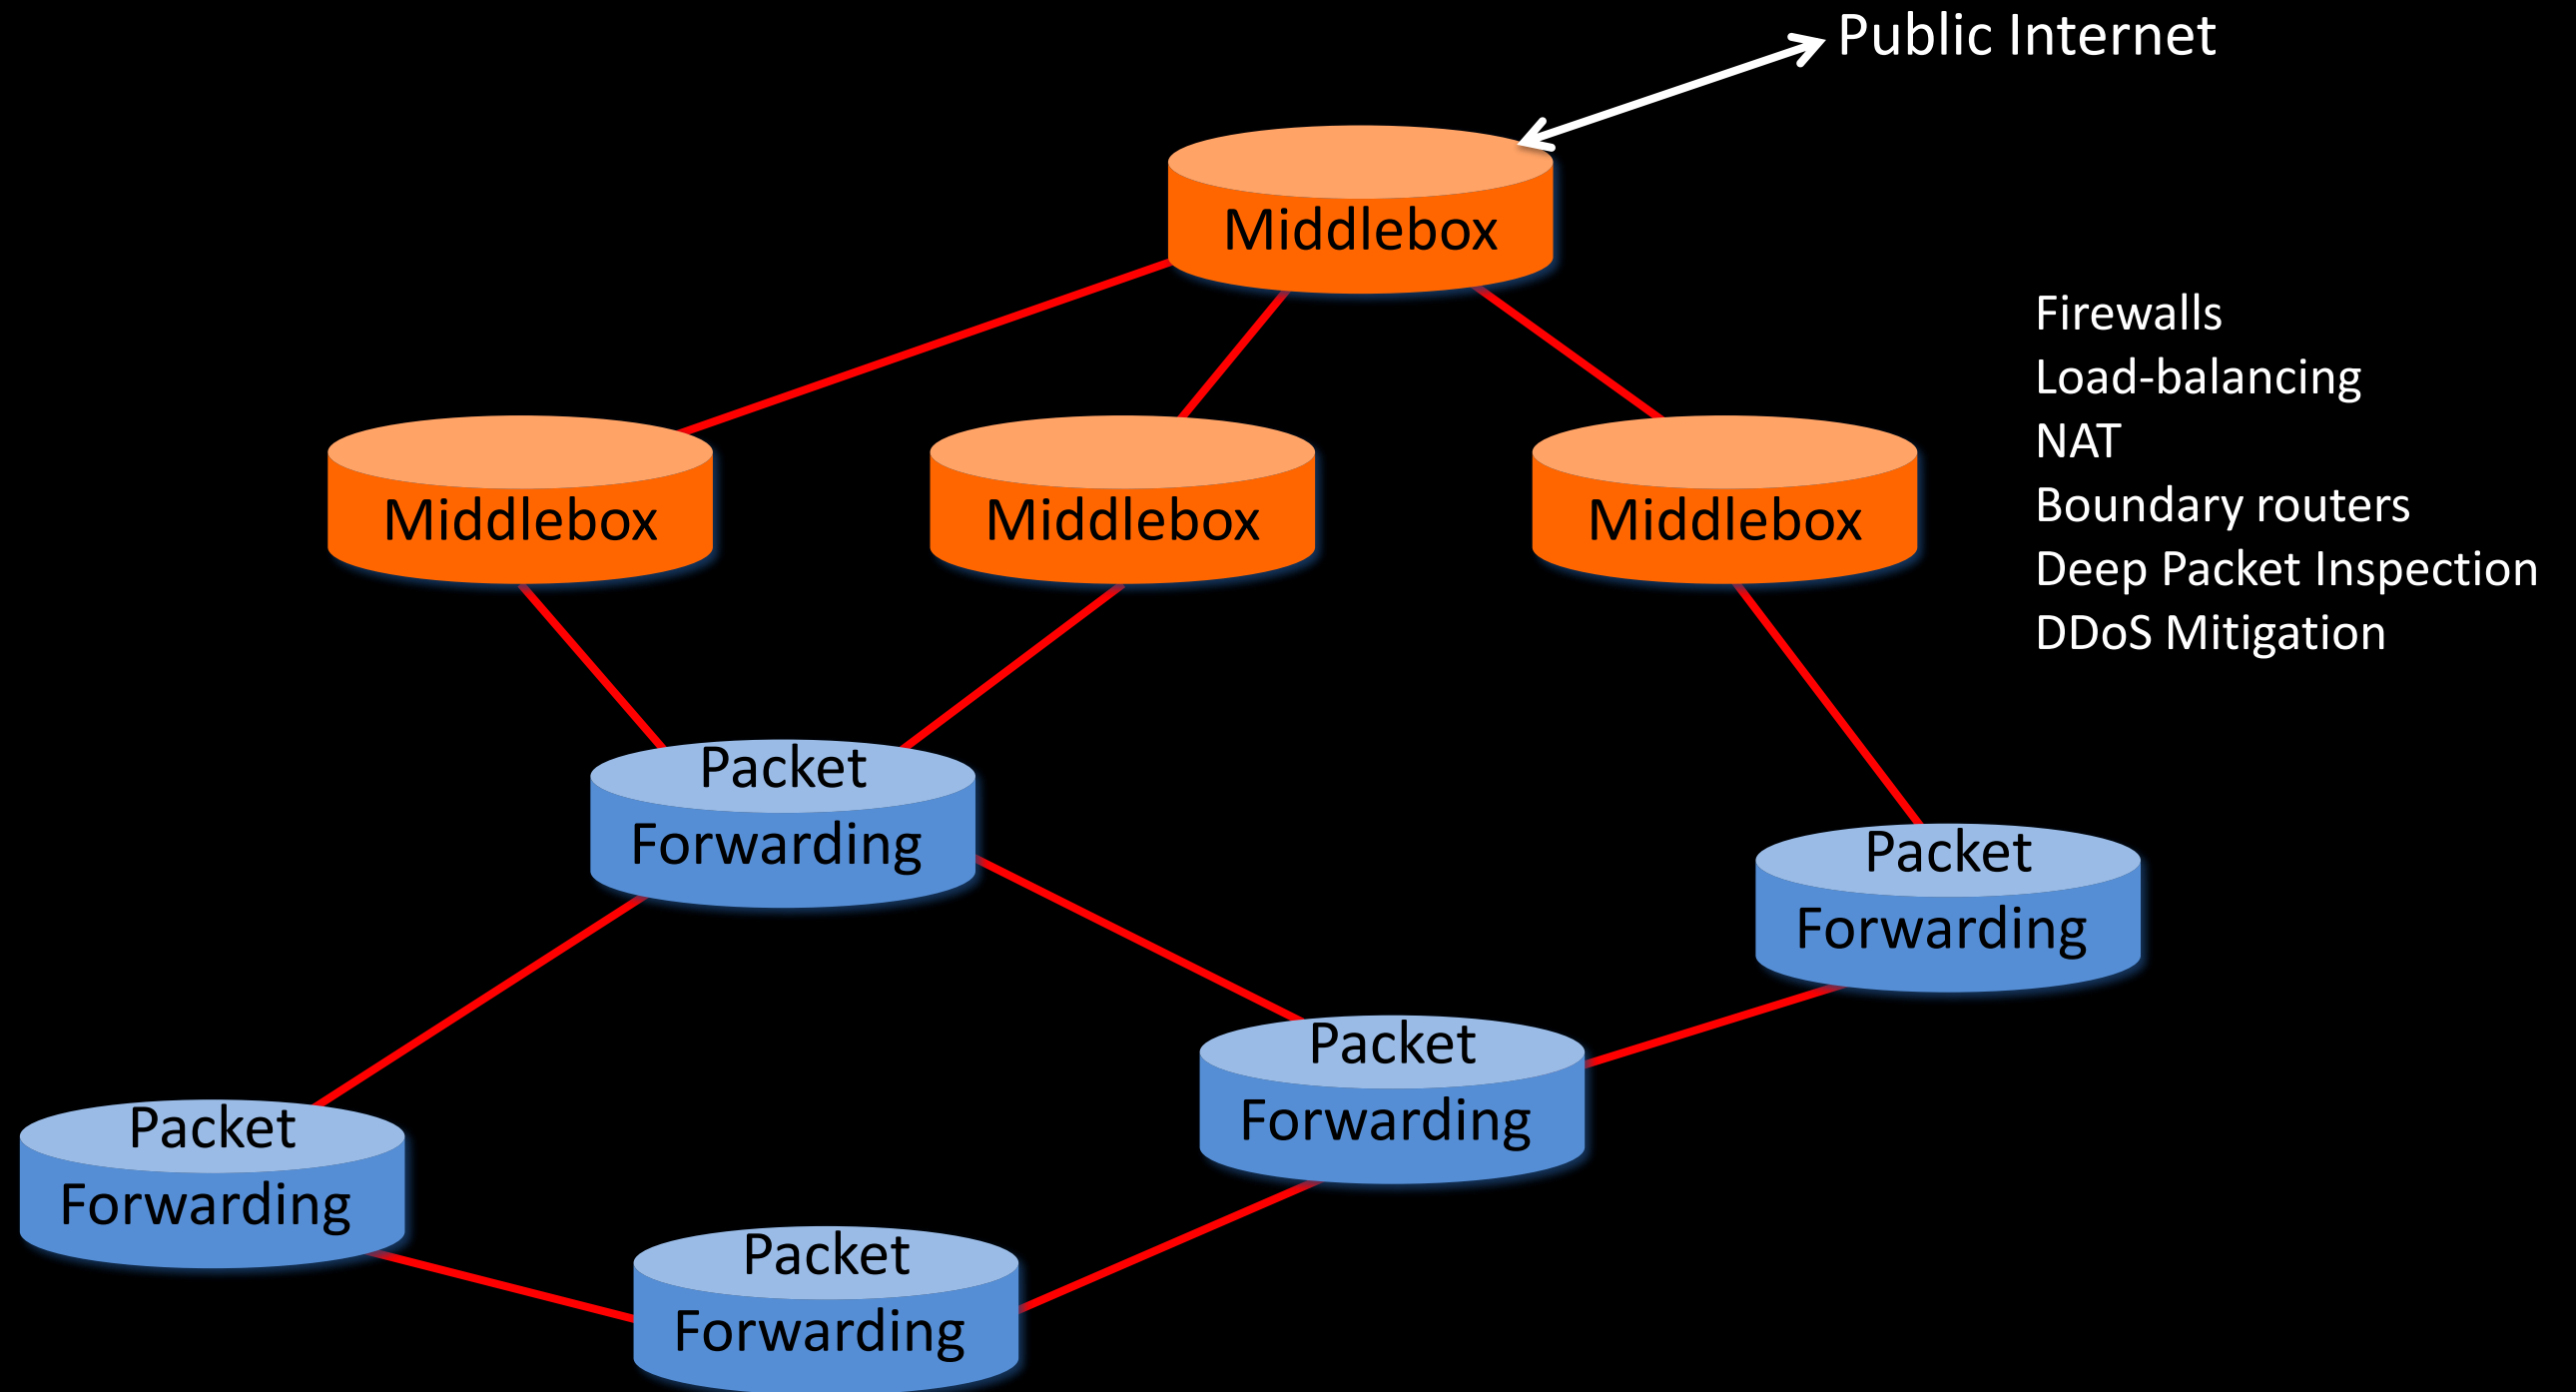 Public Internet
Middlebox
Firewalls
Load-balancing
NAT
Boundary routers
Deep Packet Inspection
DDoS Mitigation
Middlebox
Middlebox
Middlebox
Packet
Forwarding
Packet
Forwarding
Packet
Forwarding
Packet
Forwarding
Packet
Forwarding